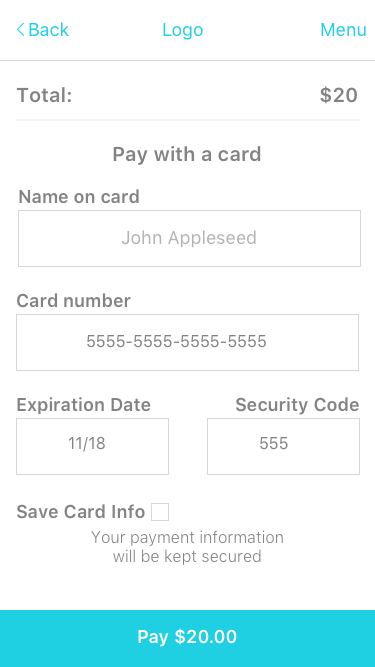 Back Logo Menu
Total: $20
Pay with a card
Name on card
John Appleseed
Card number
5555-5555-5555-5555
Expiration Date Security Code
11/18 555
Save Card Info
Your payment information
will be kept secured
Pay $20.00